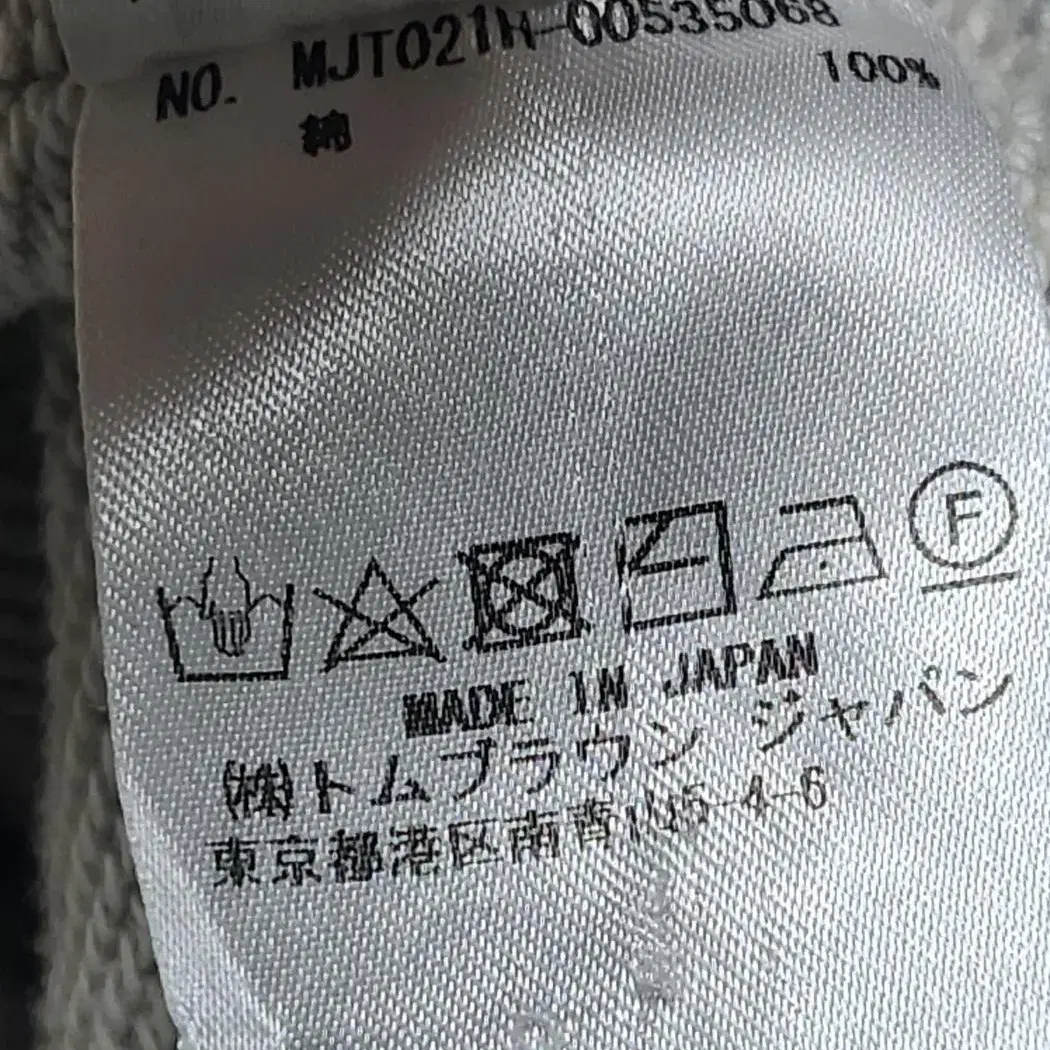 NO. MJT021H-00535068
綿 100%
F
MADE IN JAPAN
(株)トムブラウン ジャパン
東京都港区南青山5-4-6